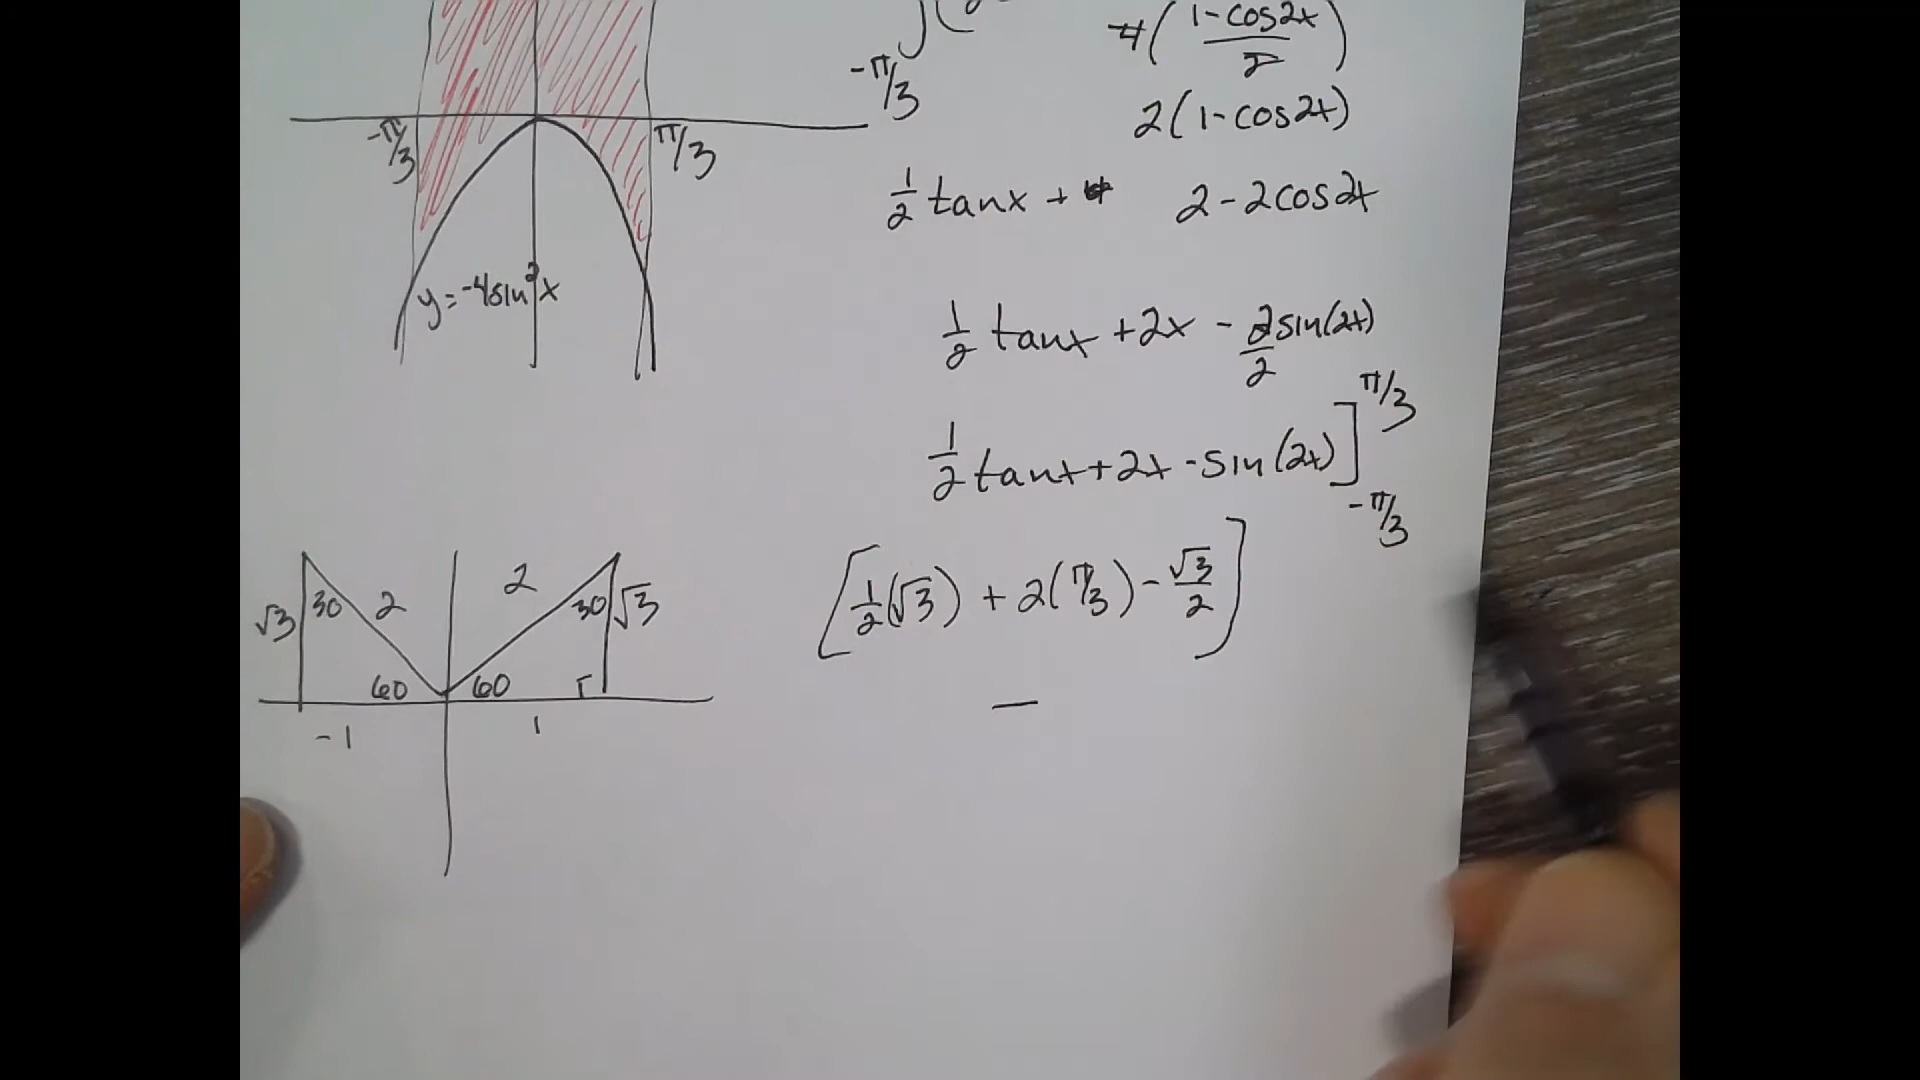 -π/3
π/3
y=-4sin²x
∫(
-π/3
4(1-cos2x/2)
2(1-cos2x)
½ tanx +
2-2cos2x
½ tanx +2x - 2/2 sin(2x)
½ tanx+2x-sin(2x)]
π/3
-π/3
[½(√3) + 2(π/3) - √3/2]
—
√3 30 2
2 30 √3
60 60
-1 1